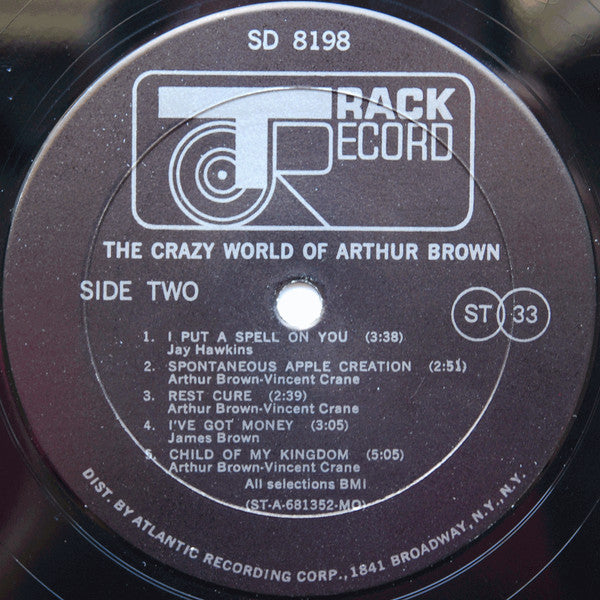 SD 8198
TRACK
RECORD
THE CRAZY WORLD OF ARTHUR BROWN
SIDE TWO
ST 33
1. I PUT A SPELL ON YOU (3:38)
Jay Hawkins
2. SPONTANEOUS APPLE CREATION (2:51)
Arthur Brown-Vincent Crane
3. REST CURE (2:39)
Arthur Brown-Vincent Crane
4. I'VE GOT MONEY (3:05)
James Brown
5. CHILD OF MY KINGDOM (5:05)
Arthur Brown-Vincent Crane
All selections BMI
(ST-A-681352-MO)
DIST. BY ATLANTIC RECORDING CORP., 1841 BROADWAY, N.Y., N.Y.